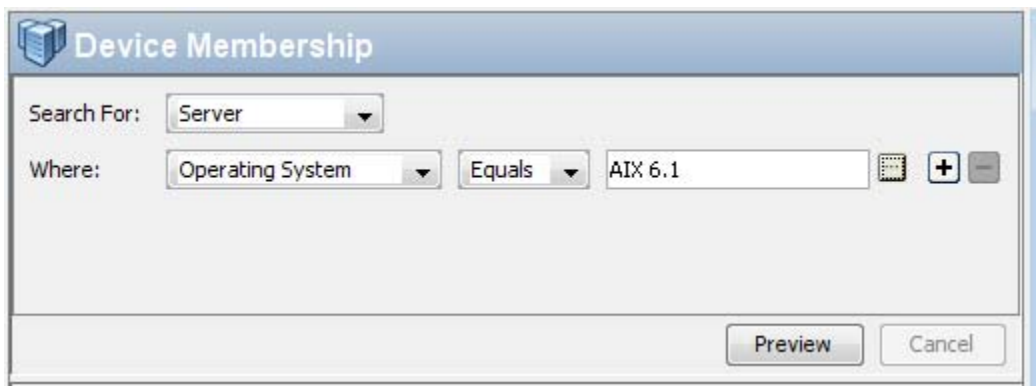 Device Membership
Search For: Server
Where: Operating System Equals AIX 6.1
Preview Cancel